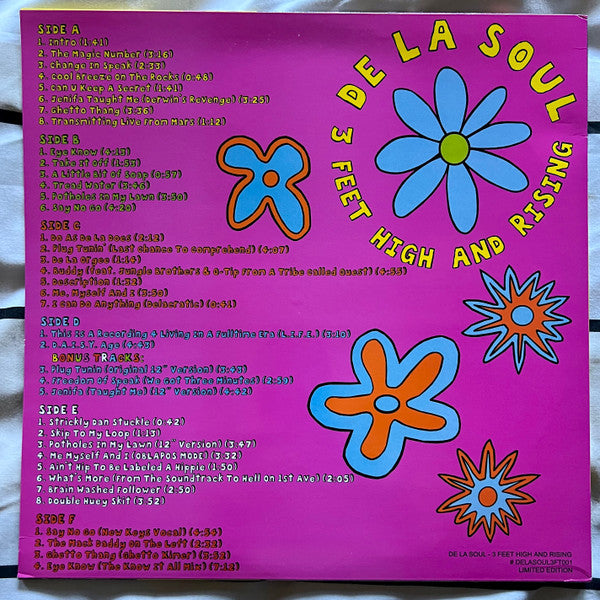 SIDE A
1. Intro (1:41)
2. The Magic Number (3:16)
3. Change In Speak (2:33)
4. Cool Breeze On The Rocks (0:48)
5. Can U Keep A Secret (1:41)
6. Jenifa Taught Me (Derwin's Revenge) (3:25)
7. Ghetto Thang (3:36)
8. Transmitting Live From Mars (1:12)
SIDE B
1. Eye Know (4:13)
2. Take It Off (1:53)
3. A Little Bit Of Soap (0:57)
4. Tread Water (3:46)
5. Potholes In My Lawn (3:50)
6. Say No Go (4:20)
SIDE C
1. Do As De La Does (2:12)
2. Plug Tunin' (Last Chance To Comprehend) (4:07)
3. De La Orgee (1:14)
4. Buddy (feat. Jungle Brothers & Q-Tip From A Tribe Called Quest) (4:55)
5. Description (1:32)
6. Me, Myself And I (3:50)
7. I Can Do Anything (Delacratic) (0:41)
SIDE D
1. This Is A Recording 4 Living In A Fulltime Era (L.I.F.E.) (3:10)
2. D.A.I.S.Y. Age (4:43)
BONUS TRACKS:
3. Plug Tunin (Original 12" Version) (3:43)
4. Freedom Of Speak (We Got Three Minutes) (2:50)
5. Jenifa (Taught Me) (12" Version) (4:42)
SIDE E
1. Strickly Dan Stuckie (0:42)
2. Skip To My Loop (1:13)
3. Potholes In My Lawn (12" Version) (3:47)
4. Me Myself And I (OBLAPOS MODE) (3:32)
5. Ain't Hip To Be Labeled A Hippie (1:50)
6. What's More (From The Soundtrack To Hell On 1st Ave) (2:05)
7. Brain Washed Follower (2:50)
8. Double Huey Skit (3:52)
SIDE F
1. Say No Go (New Keys Vocal) (4:54)
2. The Mack Daddy On The Left (2:32)
3. Ghetto Thang (Ghetto Ximer) (3:52)
4. Eye Know (The Know It All Mix) (7:12)
DE LA SOUL
3 FEET HIGH AND RISING
DE LA SOUL - 3 FEET HIGH AND RISING
# DELASOUL3FT001
LIMITED EDITION